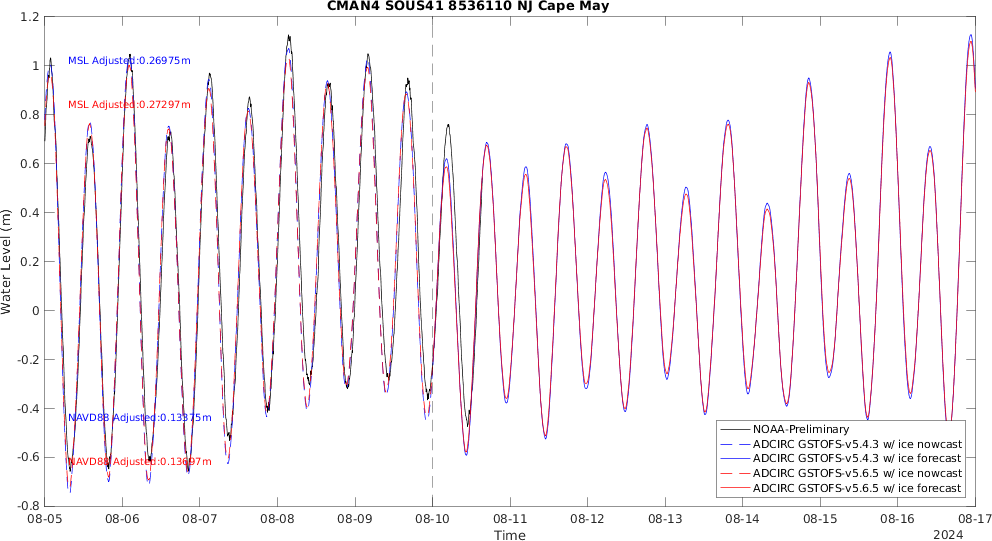 CMAN4 SOUS41 8536110 NJ Cape May
1.2
1
0.8
0.6
0.4
0.2
0
-0.2
-0.4
-0.6
-0.8
Water Level (m)
MSL Adjusted:0.26975m
MSL Adjusted:0.27297m
NAVD88 Adjusted:0.13375m
NAVD88 Adjusted:0.13697m
NOAA-Preliminary
ADCIRC GSTOFS-v5.4.3 w/ ice nowcast
ADCIRC GSTOFS-v5.4.3 w/ ice forecast
ADCIRC GSTOFS-v5.6.5 w/ ice nowcast
ADCIRC GSTOFS-v5.6.5 w/ ice forecast
08-05 08-06 08-07 08-08 08-09 08-10 08-11 08-12 08-13 08-14 08-15 08-16 08-17
Time
2024